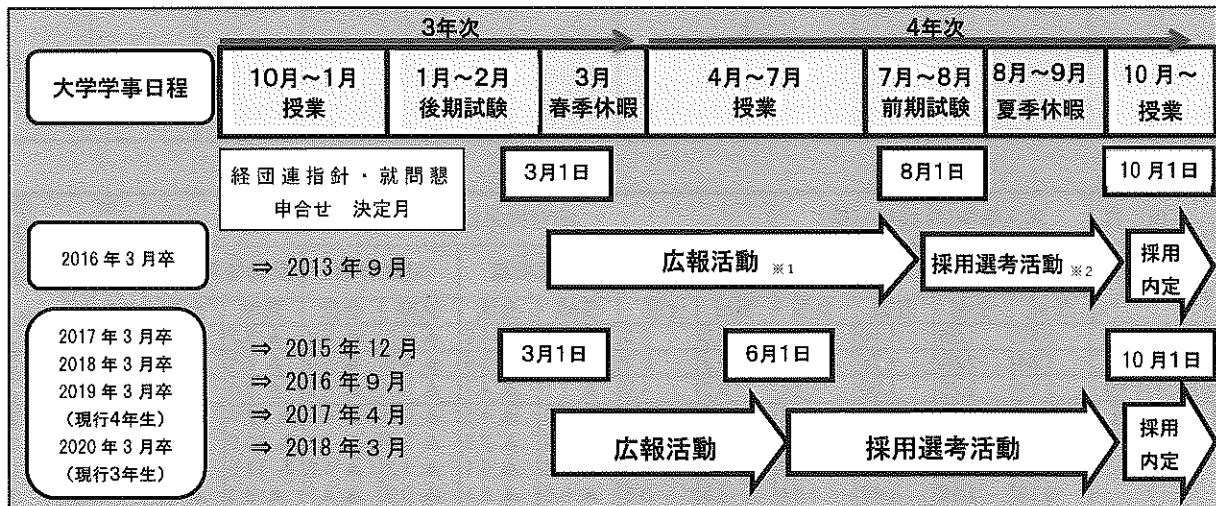 3年次
4年次
大学学事日程
10月～1月
授業
1月～2月
後期試験
3月
春季休暇
4月～7月
授業
7月～8月
前期試験
8月～9月
夏季休暇
10月～
授業
経団連指針・就問懇
申合せ 決定月
3月1日
8月1日
10月1日
2016年3月卒
⇒ 2013年9月
広報活動 ※1
採用選考活動 ※2
採用
内定
2017年3月卒
2018年3月卒
2019年3月卒
(現行4年生)
2020年3月卒
(現行3年生)
⇒ 2015年12月
⇒ 2016年9月
⇒ 2017年4月
⇒ 2018年3月
3月1日
6月1日
10月1日
広報活動
採用選考活動
採用
内定